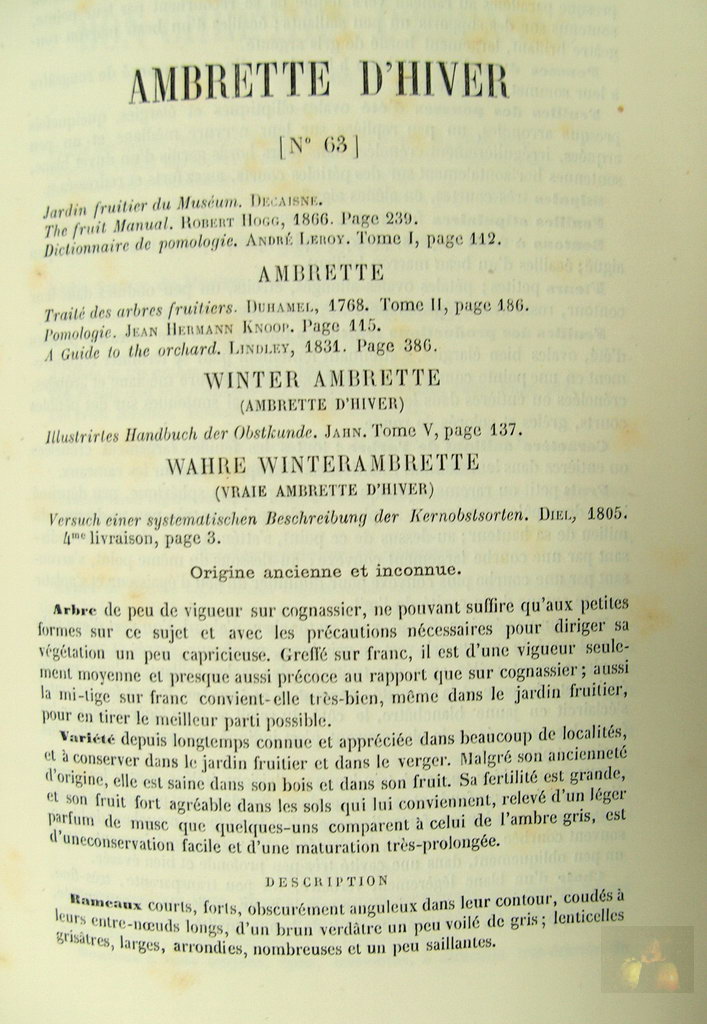 AMBRETTE D'HIVER
[N° 63]
Jardin fruitier du Muséum. DECAISNE.
The fruit Manual. ROBERT HOGG, 1866. Page 239.
Dictionnaire de pomologie. ANDRÉ LEROY. Tome I, page 112.
AMBRETTE
Traité des arbres fruitiers. DUHAMEL, 1768. Tome II, page 186.
Pomologie. JEAN HERMANN KNOOP. Page 115.
A Guide to the orchard. LINDLEY, 1831. Page 386.
WINTER AMBRETTE
(AMBRETTE D'HIVER)
Illustrirtes Handbuch der Obstkunde. JAHN. Tome V, page 137.
WAHRE WINTERAMBRETTE
(VRAIE AMBRETTE D'HIVER)
Versuch einer systematischen Beschreibung der Kernobstsorten. DIEL, 1805.
4me livraison, page 3.
Origine ancienne et inconnue.
Arbre de peu de vigueur sur cognassier, ne pouvant suffire qu'aux petites
formes sur ce sujet et avec les précautions nécessaires pour diriger sa
végétation un peu capricieuse. Greffé sur franc, il est d'une vigueur seule-
ment moyenne et presque aussi précoce au rapport que sur cognassier; aussi
la mi-tige sur franc convient-elle très-bien, même dans le jardin fruitier,
pour en tirer le meilleur parti possible.
Variété depuis longtemps connue et appréciée dans beaucoup de localités,
et à conserver dans le jardin fruitier et dans le verger. Malgré son ancienneté
d'origine, elle est saine dans son bois et dans son fruit. Sa fertilité est grande,
et son fruit fort agréable dans les sols qui lui conviennent, relevé d'un léger
parfum de musc que quelques-uns comparent à celui de l'ambre gris, est
d'uneconservation facile et d'une maturation très-prolongée.
DESCRIPTION
Rameaux courts, forts, obscurément anguleux dans leur contour, coudés à
leurs entre-nœuds longs, d'un brun verdâtre un peu voilé de gris; lenticelles
grisâtres, larges, arrondies, nombreuses et un peu saillantes.